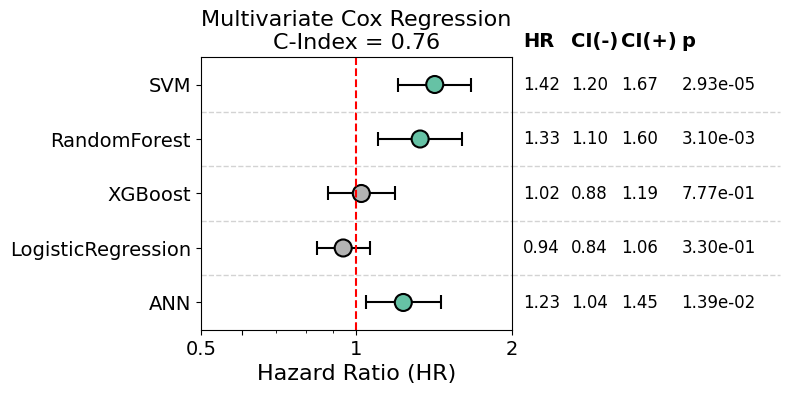 Multivariate Cox Regression
C-Index = 0.76
HR CI(-) CI(+) p
SVM 1.42 1.20 1.67 2.93e-05
RandomForest 1.33 1.10 1.60 3.10e-03
XGBoost 1.02 0.88 1.19 7.77e-01
LogisticRegression 0.94 0.84 1.06 3.30e-01
ANN 1.23 1.04 1.45 1.39e-02
0.5 1 2
Hazard Ratio (HR)